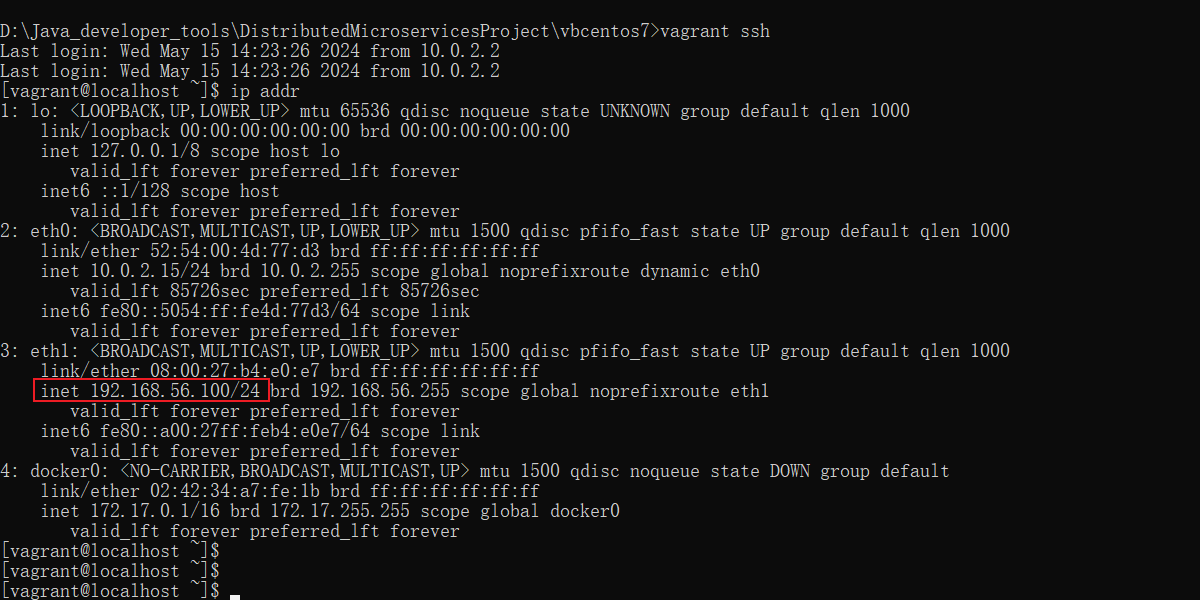 D:\Java_developer_tools\DistributedMicroservicesProject\vbcentos7>vagrant ssh
Last login: Wed May 15 14:23:26 2024 from 10.0.2.2
Last login: Wed May 15 14:23:26 2024 from 10.0.2.2
[vagrant@localhost ~]$ ip addr
1: lo: <LOOPBACK,UP,LOWER_UP> mtu 65536 qdisc noqueue state UNKNOWN group default qlen 1000
    link/loopback 00:00:00:00:00:00 brd 00:00:00:00:00:00
    inet 127.0.0.1/8 scope host lo
       valid_lft forever preferred_lft forever
    inet6 ::1/128 scope host
       valid_lft forever preferred_lft forever
2: eth0: <BROADCAST,MULTICAST,UP,LOWER_UP> mtu 1500 qdisc pfifo_fast state UP group default qlen 1000
    link/ether 52:54:00:4d:77:d3 brd ff:ff:ff:ff:ff:ff
    inet 10.0.2.15/24 brd 10.0.2.255 scope global noprefixroute dynamic eth0
       valid_lft 85726sec preferred_lft 85726sec
    inet6 fe80::5054:ff:fe4d:77d3/64 scope link
       valid_lft forever preferred_lft forever
3: eth1: <BROADCAST,MULTICAST,UP,LOWER_UP> mtu 1500 qdisc pfifo_fast state UP group default qlen 1000
    link/ether 08:00:27:b4:e0:e7 brd ff:ff:ff:ff:ff:ff
    inet 192.168.56.100/24 brd 192.168.56.255 scope global noprefixroute eth1
       valid_lft forever preferred_lft forever
    inet6 fe80::a00:27ff:feb4:e0e7/64 scope link
       valid_lft forever preferred_lft forever
4: docker0: <NO-CARRIER,BROADCAST,MULTICAST,UP> mtu 1500 qdisc noqueue state DOWN group default
    link/ether 02:42:34:a7:fe:1b brd ff:ff:ff:ff:ff:ff
    inet 172.17.0.1/16 brd 172.17.255.255 scope global docker0
       valid_lft forever preferred_lft forever
[vagrant@localhost ~]$
[vagrant@localhost ~]$
[vagrant@localhost ~]$